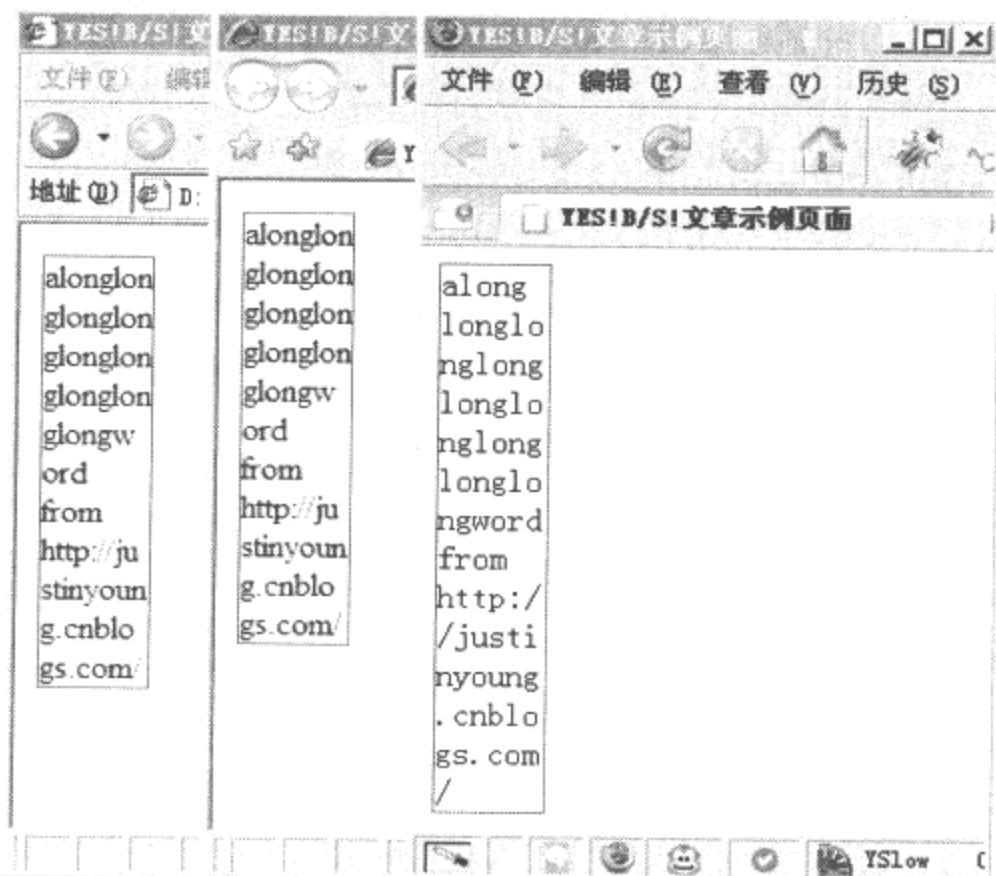 YES!B/S!文
文件(F) 编辑
地址(D) D:
alonglon
glonglon
glonglon
glonglon
glongw
ord
from
http://ju
stinyoun
g.cnblo
gs.com/
YES!B/S!文
Y
alonglon
glonglon
glonglon
glonglon
glongw
ord
from
http://ju
stinyoun
g.cnblo
gs.com/
YES!B/S!文章示例页面
文件(F) 编辑(E) 查看(V) 历史(S)
YES!B/S!文章示例页面
along
longlo
nglong
longlo
nglong
longlo
ngword
from
http:/
/justi
nyoung
.cnblo
gs.com
/
YSlow